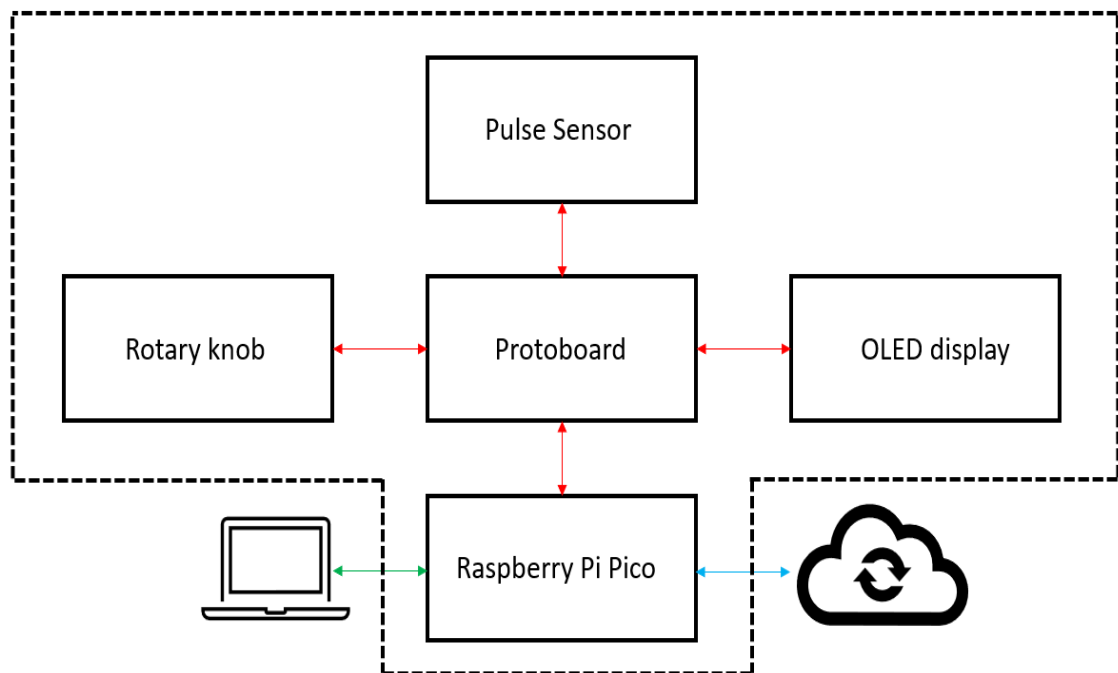 Pulse Sensor
Rotary knob
Protoboard
OLED display
Raspberry Pi Pico